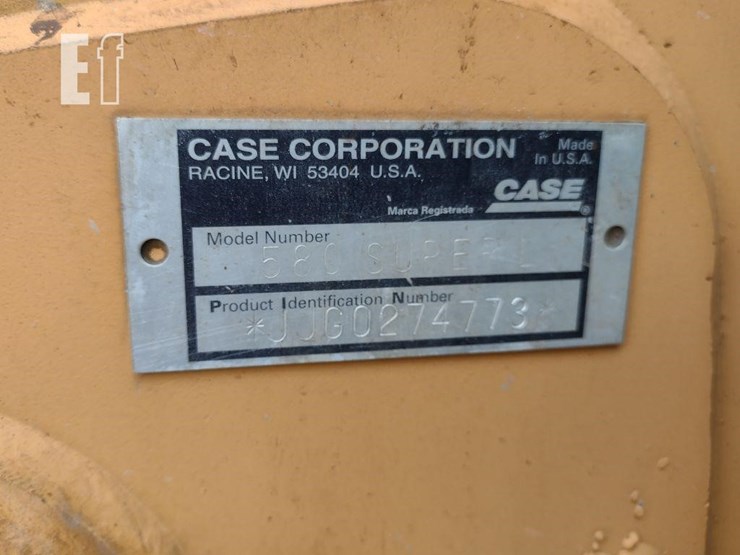 Ef
CASE CORPORATION
RACINE, WI 53404 U.S.A.
Made
In U.S.A.
Marca Registrada
CASE
®
Model Number
580 SUPER L
Product Identification Number
*JJG0274773*